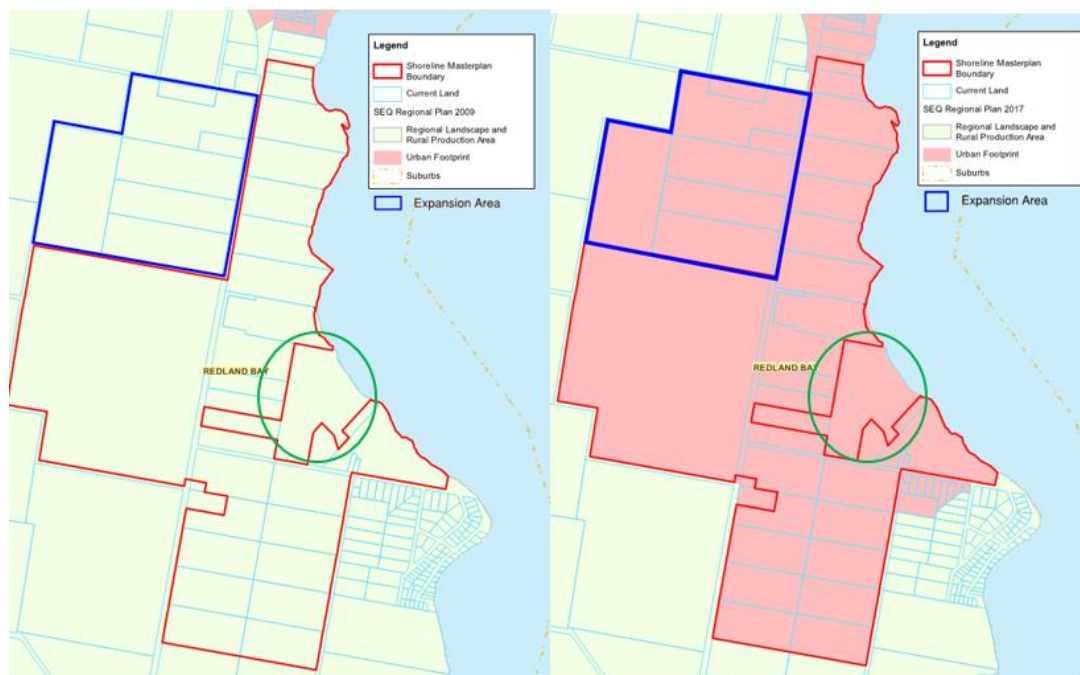 Legend
Shoreline Masterplan
Boundary
Current Land
SEQ Regional Plan 2009
Regional Landscape and
Rural Production Area
Urban Footprint
Suburbs
Expansion Area
REDLAND BAY
Legend
Shoreline Masterplan
Boundary
Current Land
SEQ Regional Plan 2017
Regional Landscape and
Rural Production Area
Urban Footprint
Suburbs
Expansion Area
REDLAND BAY